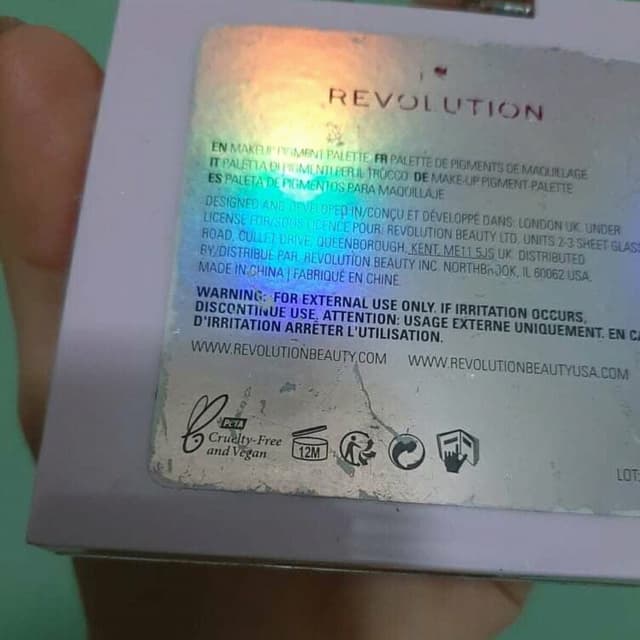 I ♥ REVOLUTION
EN MAKEUP PIGMENT PALETTE FR PALETTE DE PIGMENTS DE MAQUILLAGE
IT PALETTA DI PIGMENTI PER IL TRUCCO DE MAKE-UP PIGMENT-PALETTE
ES PALETA DE PIGMENTOS PARA MAQUILLAJE
DESIGNED AND DEVELOPED IN/CONÇU ET DÉVELOPPÉ DANS: LONDON UK. UNDER
LICENSE FOR/SOUS LICENCE POUR: REVOLUTION BEAUTY LTD. UNITS 2-3 SHEET GLASS
ROAD, CULLET DRIVE, QUEENBOROUGH, KENT, ME11 5JS UK. DISTRIBUTED
BY/DISTRIBUÉ PAR, REVOLUTION BEAUTY INC. NORTHBROOK, IL 60062 USA.
MADE IN CHINA | FABRIQUÉ EN CHINE
WARNING: FOR EXTERNAL USE ONLY. IF IRRITATION OCCURS,
DISCONTINUE USE. ATTENTION: USAGE EXTERNE UNIQUEMENT. EN CA
D'IRRITATION ARRÊTER L'UTILISATION.
WWW.REVOLUTIONBEAUTY.COM WWW.REVOLUTIONBEAUTYUSA.COM
PETA
Cruelty-Free
and Vegan
12M
LOT: